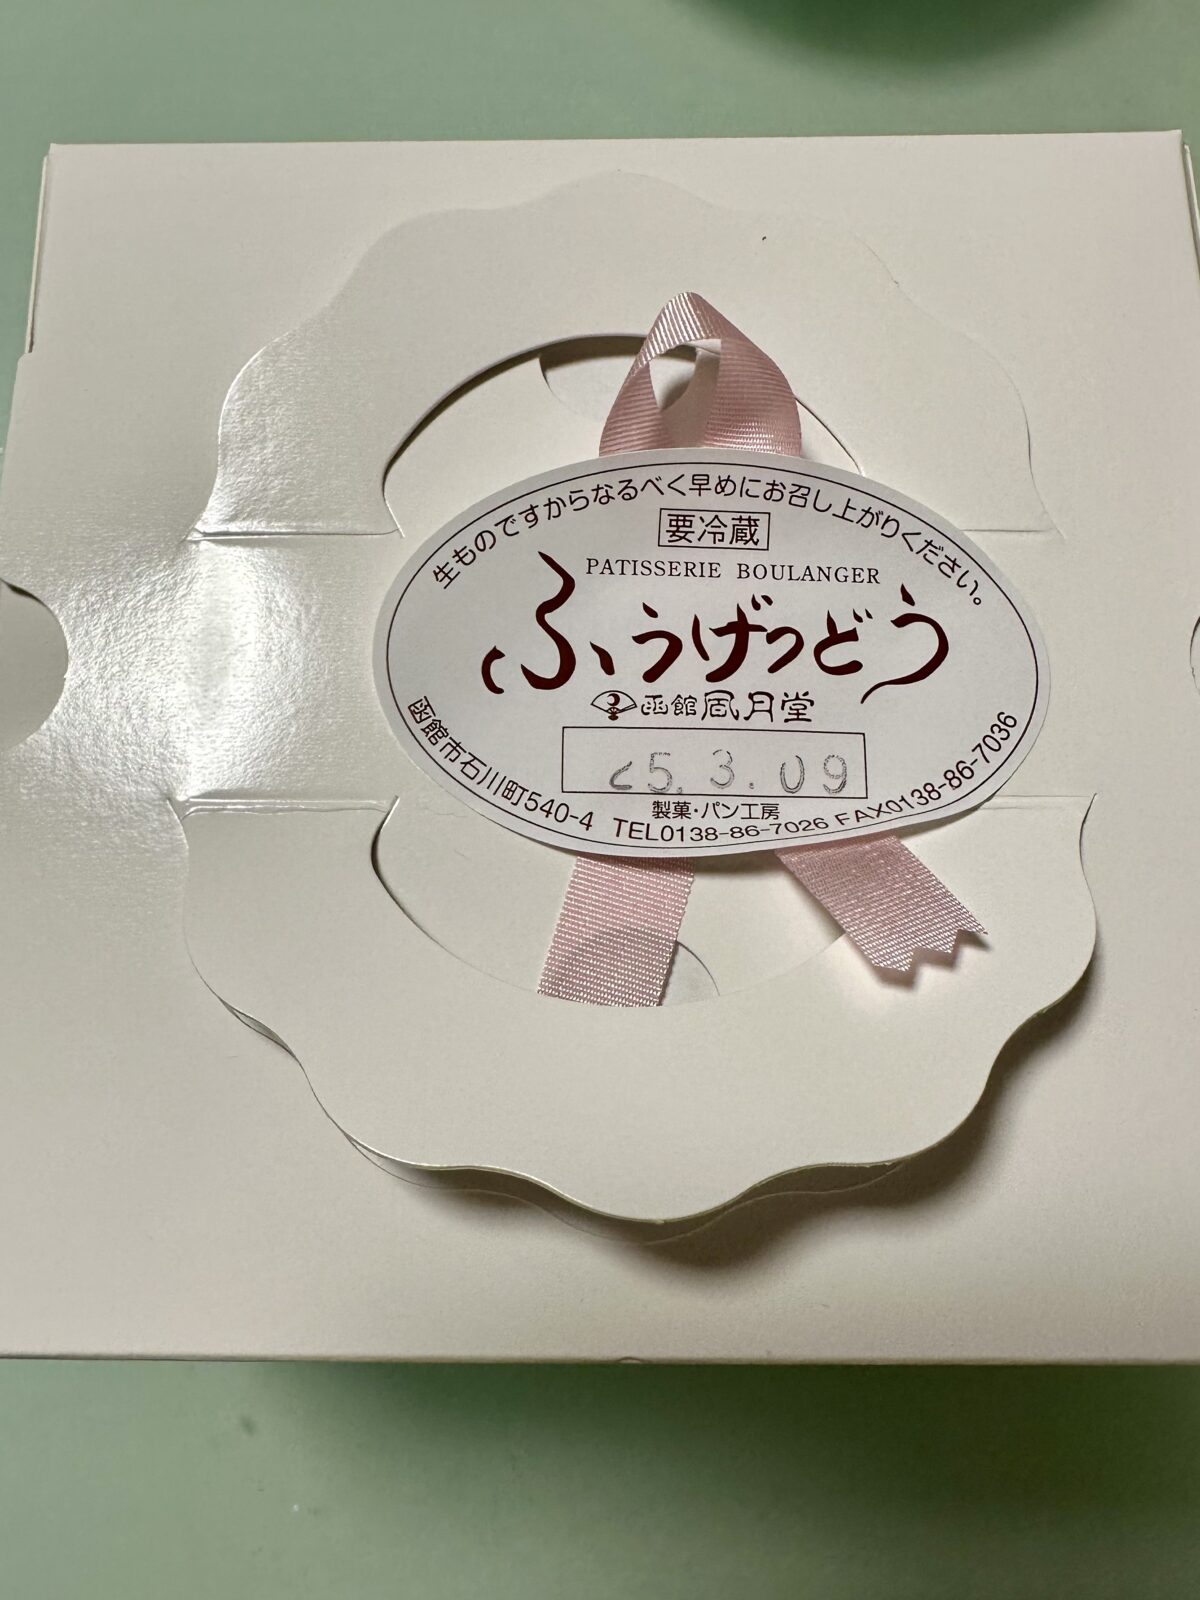 生ものですからなるべく早めにお召し上がりください。
要冷蔵
PATISSERIE BOULANGER
ふうげつどう
函館風月堂
25.3.09
製菓・パン工房
函館市石川町540-4 TEL0138-86-7026 FAX0138-86-7036